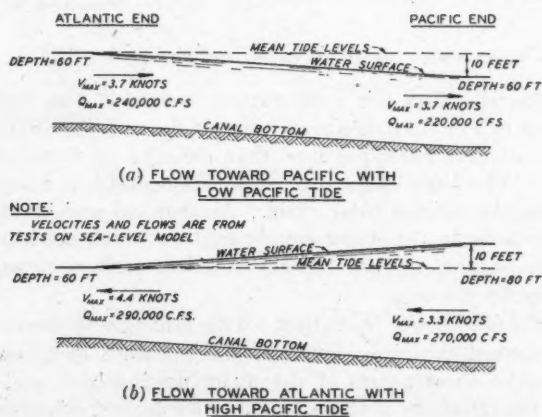 ATLANTIC END PACIFIC END
MEAN TIDE LEVELS
WATER SURFACE
10 FEET
DEPTH=60 FT DEPTH=60 FT
VMAX = 3.7 KNOTS VMAX = 3.7 KNOTS
QMAX = 240,000 C.F.S. QMAX = 220,000 C F S
CANAL BOTTOM
(a) FLOW TOWARD PACIFIC WITH
LOW PACIFIC TIDE
NOTE:
VELOCITIES AND FLOWS ARE FROM
TESTS ON SEA-LEVEL MODEL
WATER SURFACE
MEAN TIDE LEVELS
10 FEET
DEPTH=60 FT DEPTH=80 FT
VMAX = 4.4 KNOTS VMAX = 3.3 KNOTS
QMAX = 290,000 C.F.S. QMAX = 270,000 C.F.S.
CANAL BOTTOM
(b) FLOW TOWARD ATLANTIC WITH
HIGH PACIFIC TIDE